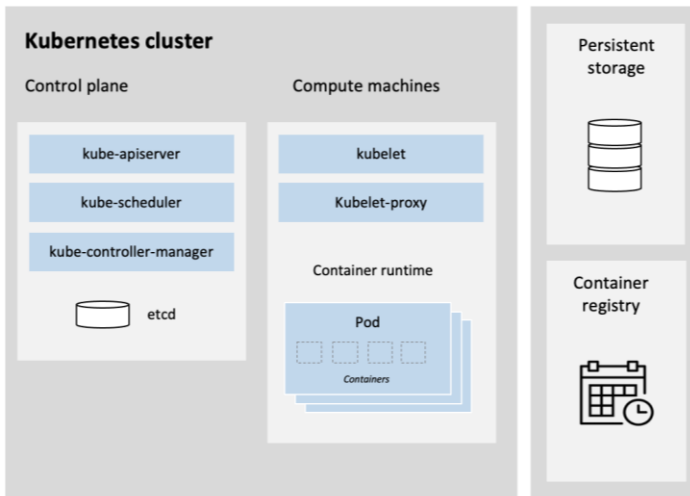 Kubernetes cluster
Control plane
kube-apiserver
kube-scheduler
kube-controller-manager
etcd
Compute machines
kubelet
Kubelet-proxy
Container runtime
Pod
Containers
Persistent
storage
Container
registry